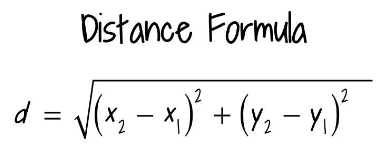 Distance Formula
d = √(x₂ − x₁)² + (y₂ − y₁)²